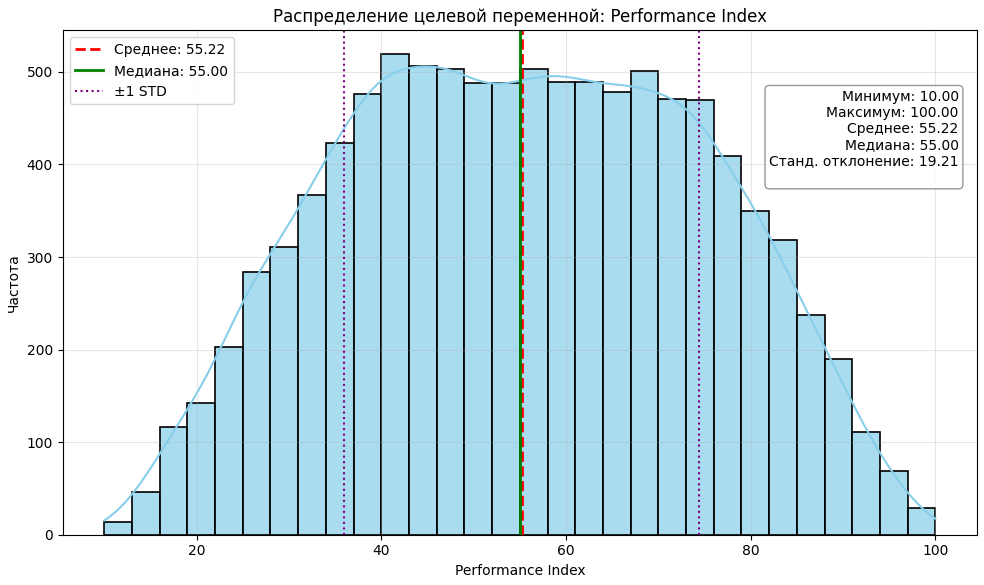 Распределение целевой переменной: Performance Index
Среднее: 55.22
Медиана: 55.00
±1 STD
Минимум: 10.00
Максимум: 100.00
Среднее: 55.22
Медиана: 55.00
Станд. отклонение: 19.21
Частота
500
400
300
200
100
0
20
40
60
80
100
Performance Index